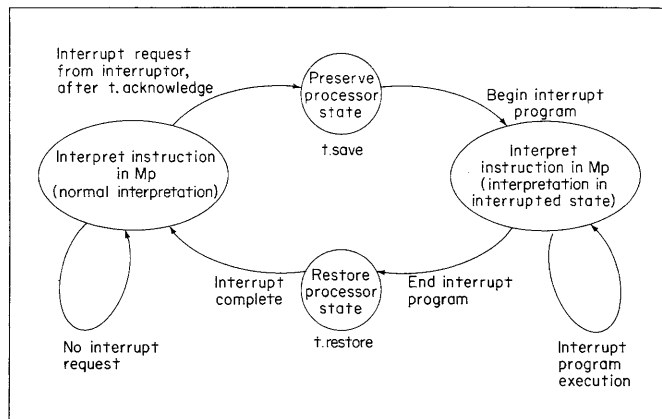 Interrupt request
from interruptor,
after t.acknowledge
Preserve
processor
state
t.save
Begin interrupt
program
Interpret instruction
in Mp
(normal interpretation)
Interpret
instruction in Mp
(interpretation in
interrupted state)
Interrupt
complete
Restore
processor
state
t.restore
End interrupt
program
No interrupt
request
Interrupt
program
execution